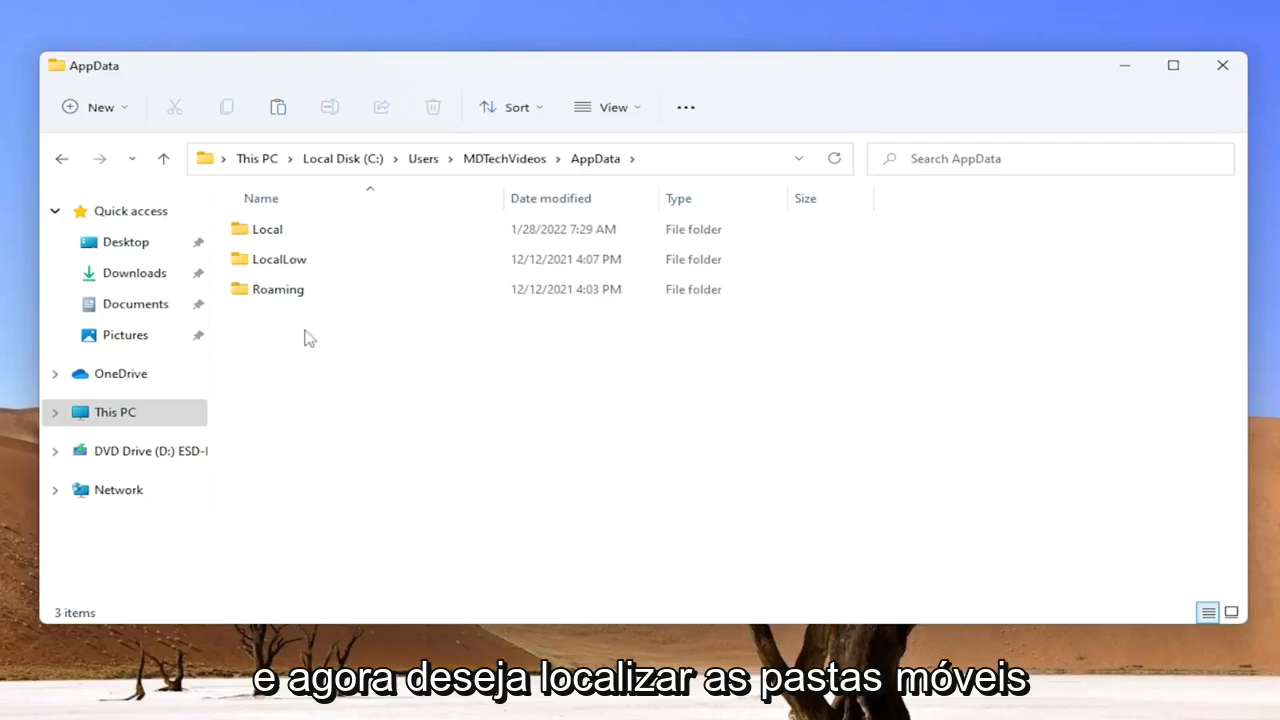 AppData
New
Sort
View
This PC
Local Disk (C:)
Users
MDTechVideos
AppData
Search AppData
Name
Date modified
Type
Size
Quick access
Desktop
Downloads
Documents
Pictures
OneDrive
This PC
DVD Drive (D:) ESD-
Network
Local 1/28/2022 7:29 AM File folder
LocalLow 12/12/2021 4:07 PM File folder
Roaming 12/12/2021 4:03 PM File folder
3 items
e agora deseja localizar as pastas móveis